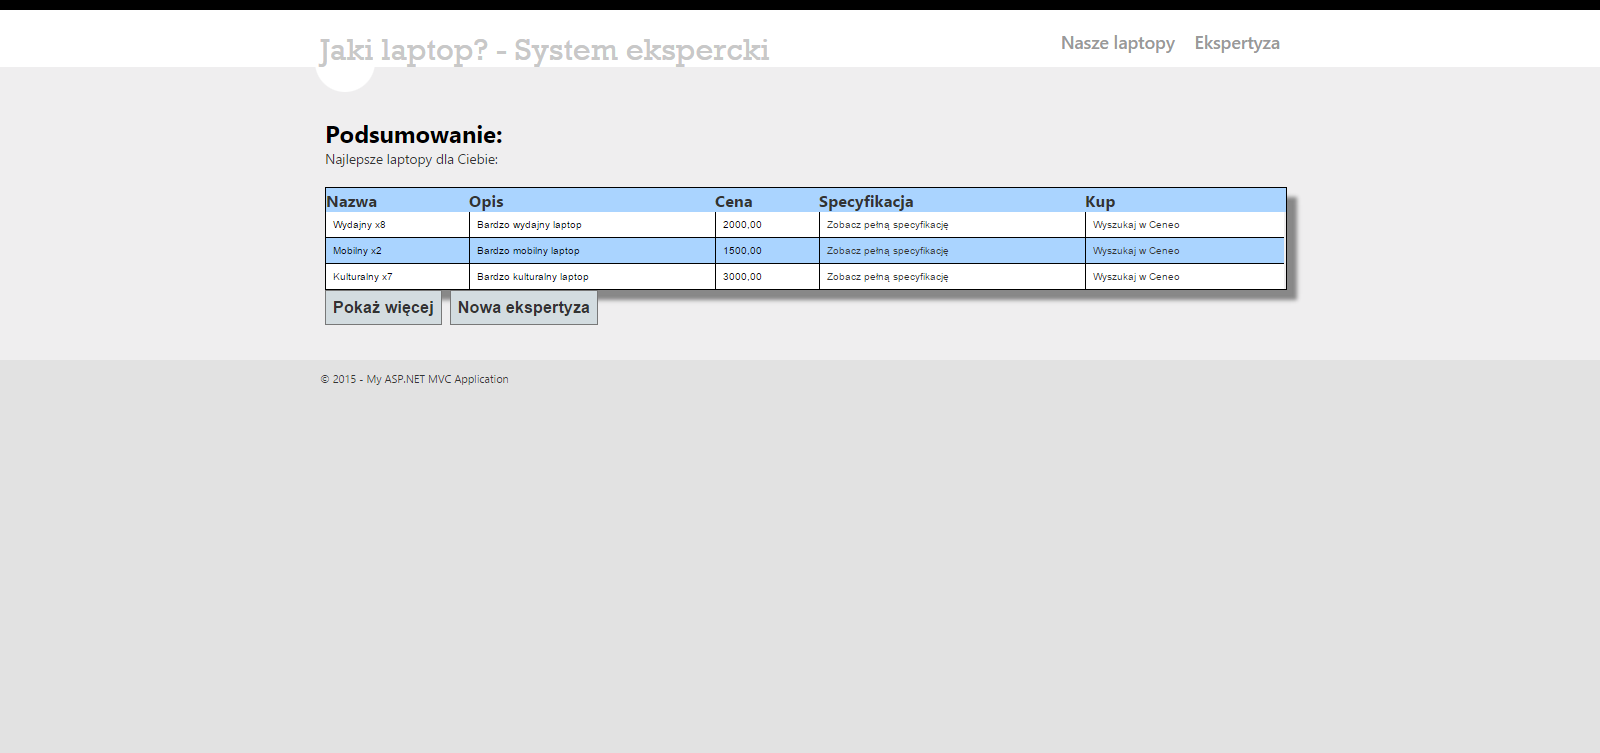 Jaki laptop? - System ekspercki
Nasze laptopy Ekspertyza
Podsumowanie:
Najlepsze laptopy dla Ciebie:
Nazwa Opis Cena Specyfikacja Kup
Wydajny x8 Bardzo wydajny laptop 2000,00 Zobacz pełną specyfikację Wyszukaj w Ceneo
Mobilny x2 Bardzo mobilny laptop 1500,00 Zobacz pełną specyfikację Wyszukaj w Ceneo
Kulturalny x7 Bardzo kulturalny laptop 3000,00 Zobacz pełną specyfikację Wyszukaj w Ceneo
Pokaż więcej Nowa ekspertyza
© 2015 - My ASP.NET MVC Application